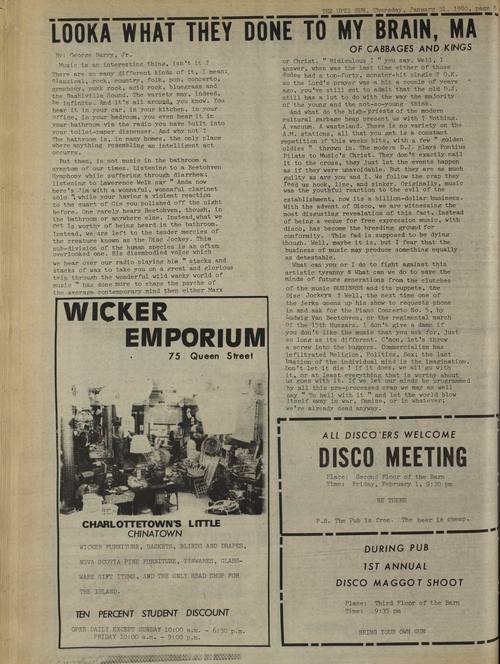 THE UPEI SUN, Thursday, January 31, 1980, page
LOOKA WHAT THEY DONE TO MY BRAIN, MA
OF CABBAGES AND KINGS
By: George Barry, Jr.
Music is an interesting thing, isn't it ?
There are so many different kinds of it, I mean;
classical, rock, country, folk, pop, concerto,
symphony, punk rock, acid rock, bluegrass and
the Nashville Sound. The variety may, indeed,
be infinite. And it's all around, you know. You
hear it in your car, in your kitchen, in your
office, in your bedroom, you even hear it in
your bathroom via the radio you have built into
your toilet-paper dispenser. And why not ?
The bathroom is, in many homes, the only place
where anything resembling an intelligent act
occurs.
But then, is not music in the bathroom a
symptom of our times. Listening to a Beethoven
Symphony while suffering through diarrhea,
listening to Lawrence Welk say " Anda now
here's Jim with a wonnerful, wonnerful clarinet
solo " while your having a violent reaction
to the quart of Gin you polished off the night
before. One rarely hears Beethoven, though, in
the bathroom or anywhere else. Instead, what we
get is worthy of being heard in the bathroom.
Instead, we are left to the tender mercies of
the creature known as the Disc Jockey. This
sub-division of the human species is an often
overlooked one. His disembodied voice which
we hear over our radio playing his " stacks and
stacks of wax to take you on a great and glorious
trip through the wonderful wild wacky world of
music " has done more to shape the psyche of
the average contemporary mind than either Marx
or Christ. " Ridiculous ! " you say. Well, I
answer, when was the last time either of those
dudes had a top-forty, monster-hit single ? O.K.
so the Lord's Prayer was a hit a couple of years
ago, you've still got to admit that the old D.J.
still has a lot to do with the way the majority
of the young and the not-so-young think.
And what do the high-priests of the modern
cultural garbage heap present us with ? Nothing.
A vacuum. A wasteland. There is no variety on the
A.M. stations, all that you get is a constant
repetition of this weeks hits, with a few " golden
oldies " thrown in. The modern D.J. plays Pontius
Pilate to Music's Christ. They don't exactly nail
it to the cross, they just let the events happen
as if they were unavoidable. But they are as much
guilty as are you and I. We follow the crap they
feed us hook, line, and sinker. Originally, music
was the youthful reaction to the evil of the
establishment, now its a billion-dollar business.
With the advent of Disco, we are witnessing the
most disgusting revelation of this fact. Instead
of being a venue for free expression music, with
disco, has become the breeding ground for
conformity. This fad is supposed to be dying
though. Well, maybe it is, but I fear that the
business of music may produce something equally
as detestable.
What can you or I do to fight against this
artistic tyranny ? What can we do to save the
minds of future generations from the clutches
of the music BUSINESS and its puppets, the
Disc Jockeys ? Well, the next time one of
the jerks opens up his show to requests phone
in and ask for the Piano Concerto No. 5, by
Ludwig Van Beethoven, or the regimental march
of the 15th Hussars. I don't give a damn if
you don't like the music that you ask for, just
so long as its different. C'mon, let's throw
a screw into the buggers. Commercialism has
infiltrated Religion, Politics, Sex; the last
bastion of the individual mind is the imagination.
Don't let it die ! If it does, we all go with
it, or at least everything that is worthy about
us goes with it. If we let our minds be programmed
by all this pre-processed crap we may as well
say " To hell with it " and let the world blow
itself away in war, famine, or in whatever;
we're already dead anyway.
WICKER
EMPORIUM
75 Queen Street
CHARLOTTETOWN'S LITTLE
CHINATOWN
WICKER FURNITURE, BASKETS, BLINDS AND DRAPES,
NOVA SCOTIA PINE FURNITURE, TINWARES, GLASS-
WARE GIFT ITEMS, AND THE ONLY HEAD SHOP FOR
THE ISLAND.
TEN PERCENT STUDENT DISCOUNT
OPEN DAILY EXCEPT SUNDAY 10:00 a.m. - 6:30 p.m.
FRIDAY 10:00 a.m. - 9:00 p.m.
ALL DISCO'ERS WELCOME
DISCO MEETING
Place: Second Floor of the Barn
Time: Friday, February 1, 9:30 pm
BE THERE
P.S. The Pub is free. The beer is cheap.
DURING PUB
1ST ANNUAL
DISCO MAGGOT SHOOT
Place: Third Floor of the Barn
Time: 9:35 pm
BRING YOUR OWN GUN